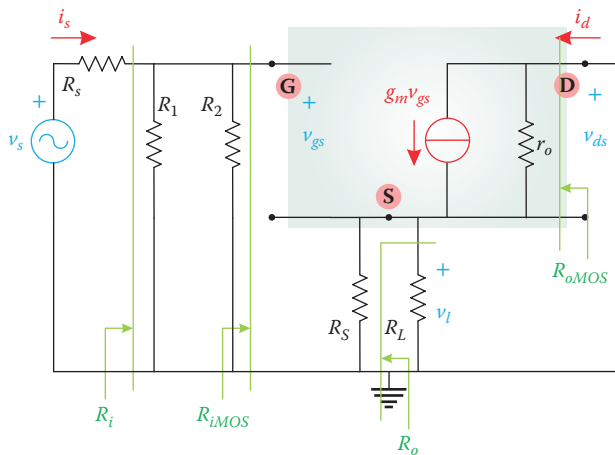 i_s
i_d
R_s
R_1
R_2
G
g_m v_gs
D
+
+
+
v_s
v_gs
r_o
v_ds
S
+
R_oMOS
R_S
R_L
v_l
R_i
R_iMOS
R_o